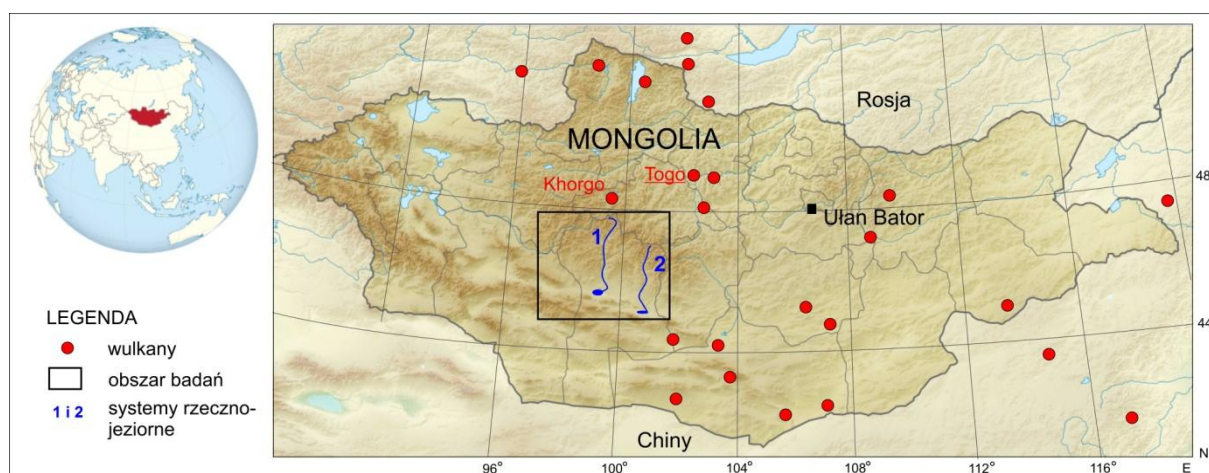 Rosja
MONGOLIA
Khorgo
Togo
48
Ułan Bator
1
2
LEGENDA
wulkany
obszar badań
1 i 2 systemy rzeczno-
jeziorne
44
Chiny
N
96° 100° 104° 108° 112° 116° E